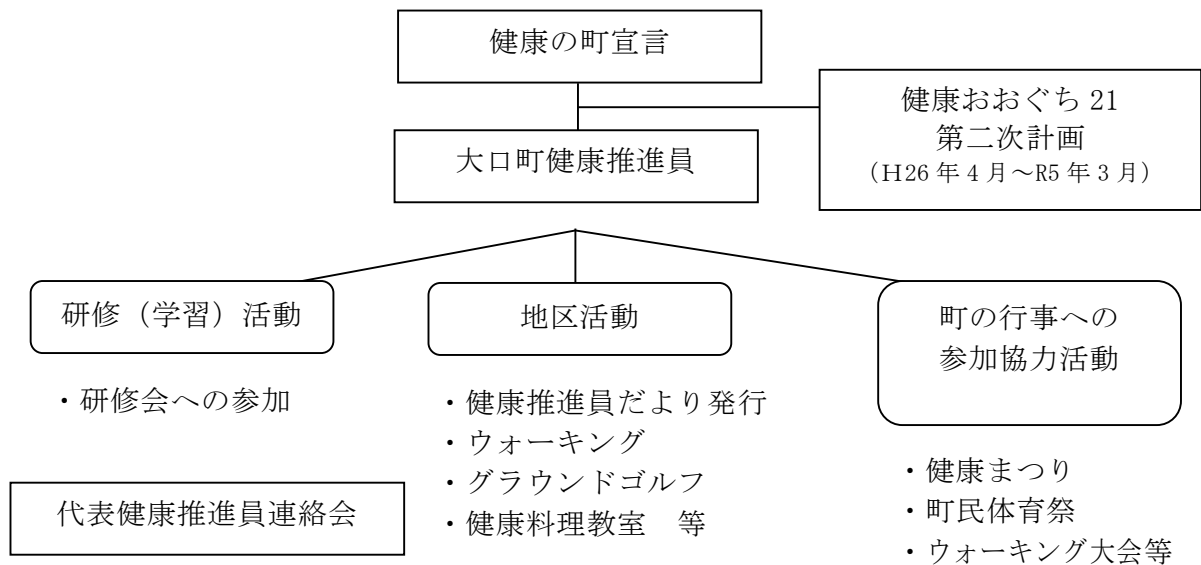 健康の町宣言
健康おおぐち 21
第二次計画
（H26 年 4 月～R5 年 3 月）
大口町健康推進員
研修（学習）活動
・研修会への参加
代表健康推進員連絡会
地区活動
・健康推進員だより発行
・ウォーキング
・グラウンドゴルフ
・健康料理教室　等
町の行事への
参加協力活動
・健康まつり
・町民体育祭
・ウォーキング大会等